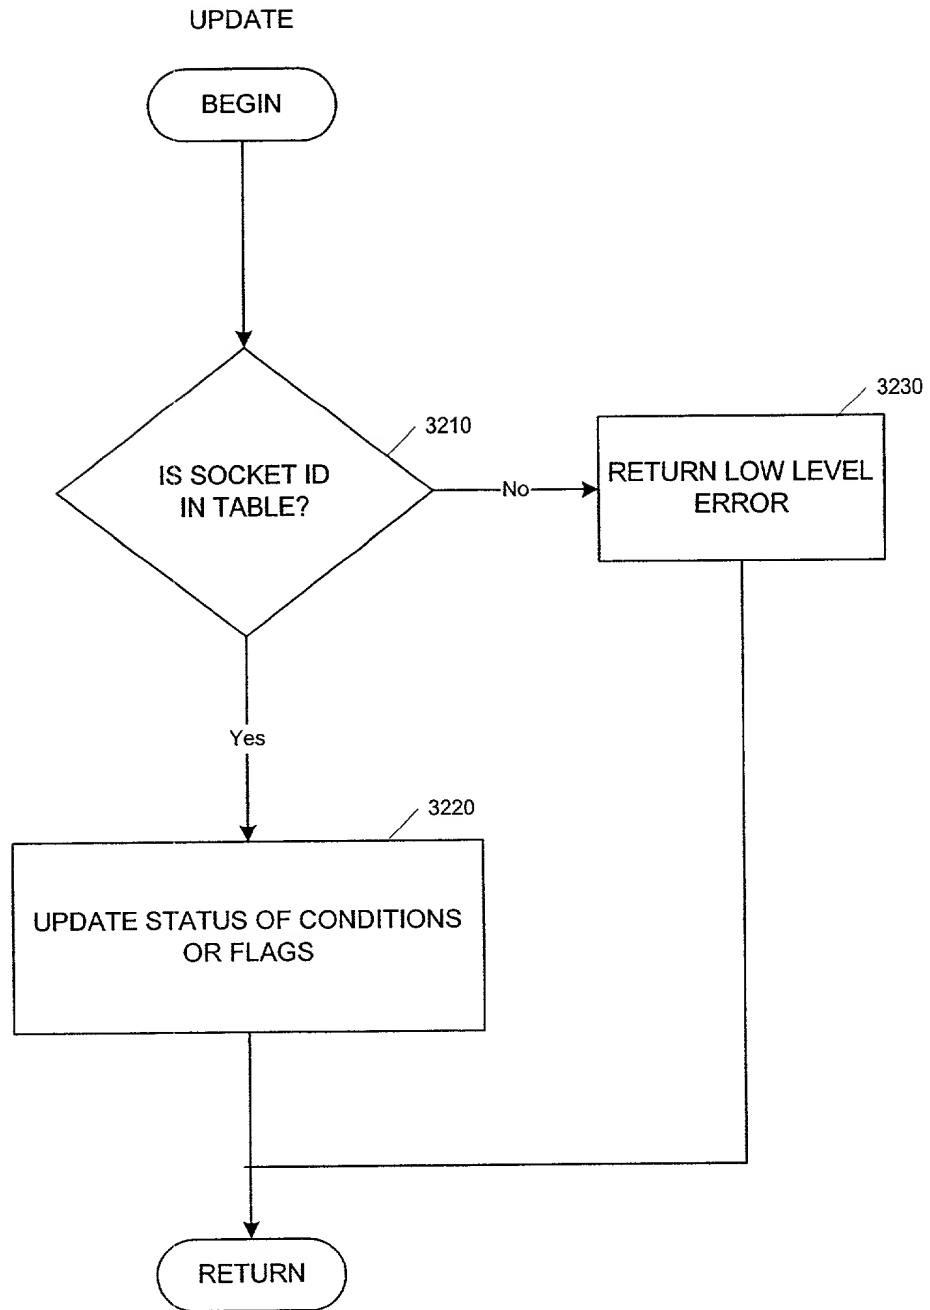 UPDATE
BEGIN
3210
IS SOCKET ID
IN TABLE?
No
3230
RETURN LOW LEVEL
ERROR
Yes
3220
UPDATE STATUS OF CONDITIONS
OR FLAGS
RETURN